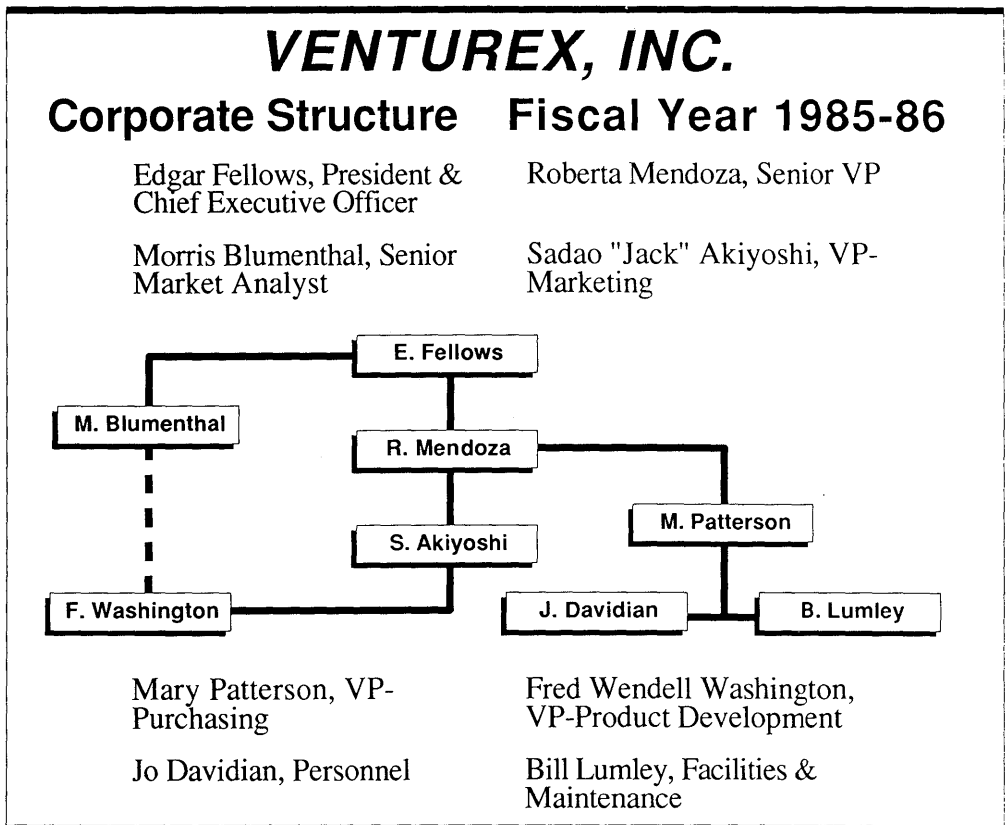 VENTUREX, INC.
Corporate Structure Fiscal Year 1985-86
Edgar Fellows, President &
Chief Executive Officer
Roberta Mendoza, Senior VP
Morris Blumenthal, Senior
Market Analyst
Sadao "Jack" Akiyoshi, VP-
Marketing
E. Fellows
M. Blumenthal
R. Mendoza
M. Patterson
S. Akiyoshi
F. Washington
J. Davidian
B. Lumley
Mary Patterson, VP-
Purchasing
Fred Wendell Washington,
VP-Product Development
Jo Davidian, Personnel
Bill Lumley, Facilities &
Maintenance